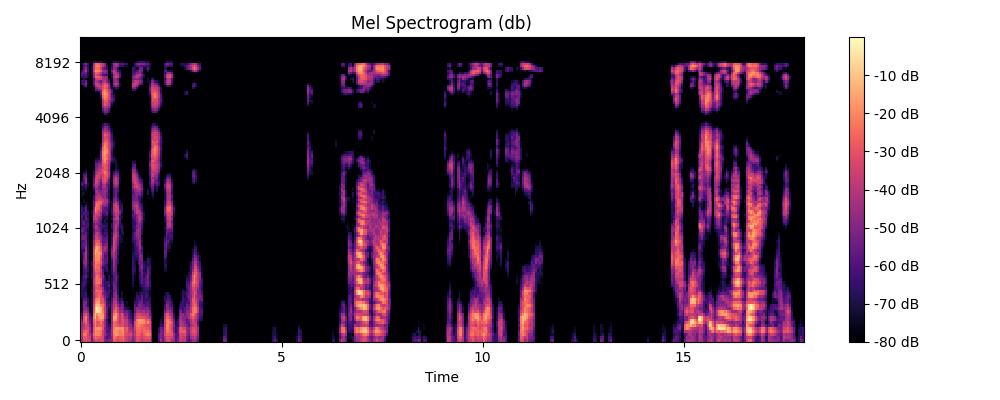 Mel Spectrogram (db)
8192
4096
2048
1024
512
0
Hz
0
5
10
15
Time
-10 dB
-20 dB
-30 dB
-40 dB
-50 dB
-60 dB
-70 dB
-80 dB